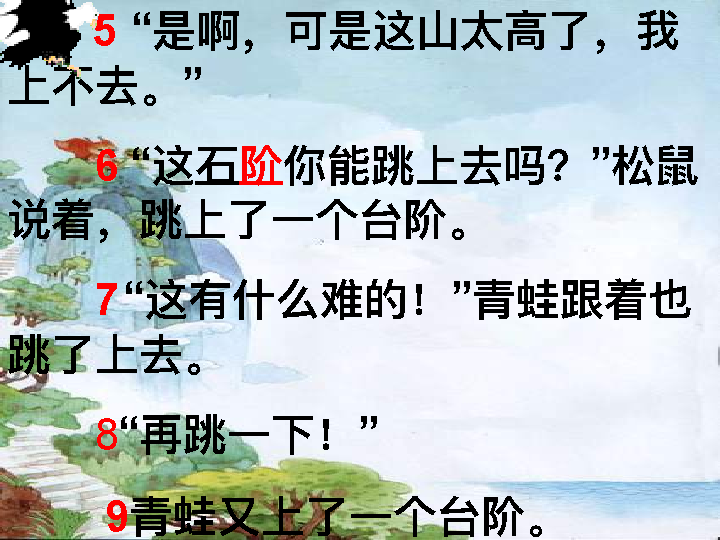 5 “是啊，可是这山太高了，我
上不去。”
6 “这石阶你能跳上去吗？”松鼠
说着，跳上了一个台阶。
7“这有什么难的！”青蛙跟着也
跳了上去。
8“再跳一下！”
9青蛙又上了一个台阶。